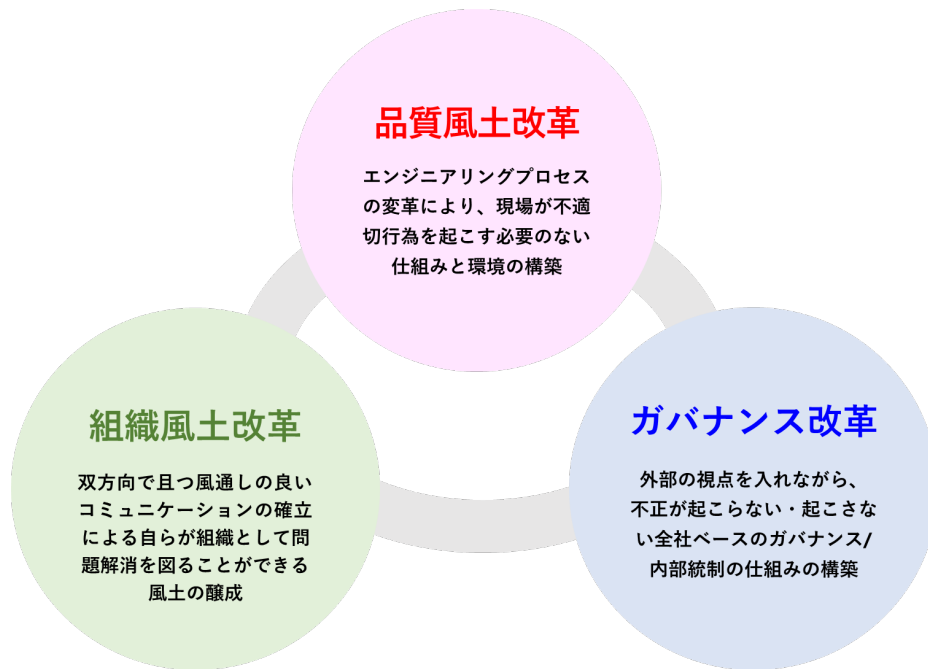 品質風土改革
エンジニアリングプロセス
の変革により、現場が不適
切行為を起こす必要のない
仕組みと環境の構築
組織風土改革
双方向で且つ風通しの良い
コミュニケーションの確立
による自らが組織として問
題解消を図ることができる
風土の醸成
ガバナンス改革
外部の視点を入れながら、
不正が起こらない・起こさな
い全社ベースのガバナンス/
内部統制の仕組みの構築